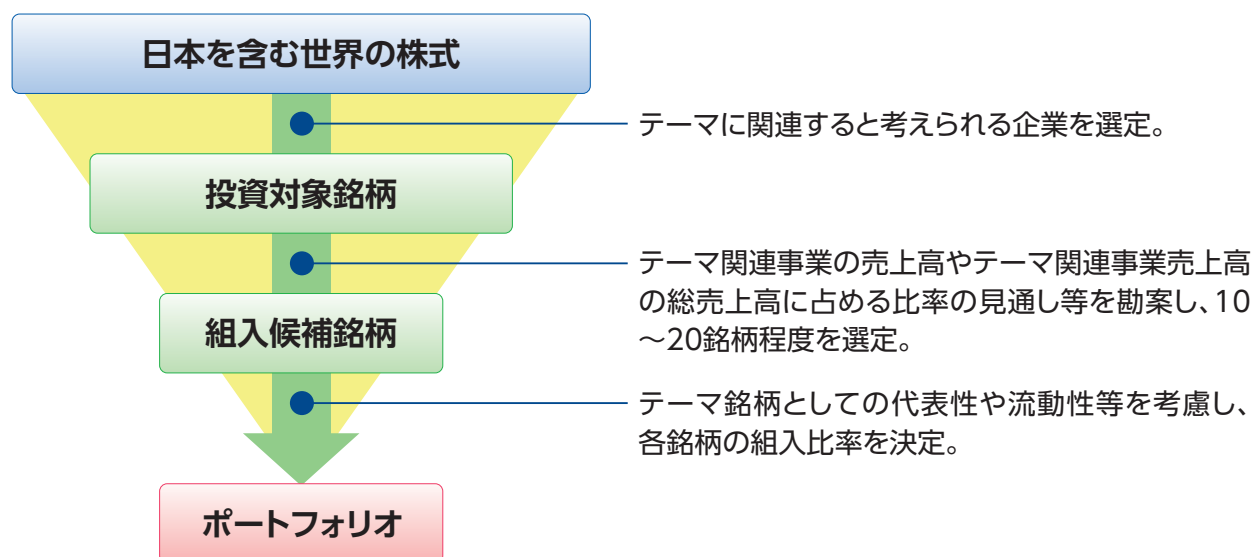 日本を含む世界の株式
テーマに関連すると考えられる企業を選定。
投資対象銘柄
テーマ関連事業の売上高やテーマ関連事業売上高
の総売上高に占める比率の見通し等を勘案し、10
～20銘柄程度を選定。
組入候補銘柄
テーマ銘柄としての代表性や流動性等を考慮し、
各銘柄の組入比率を決定。
ポートフォリオ